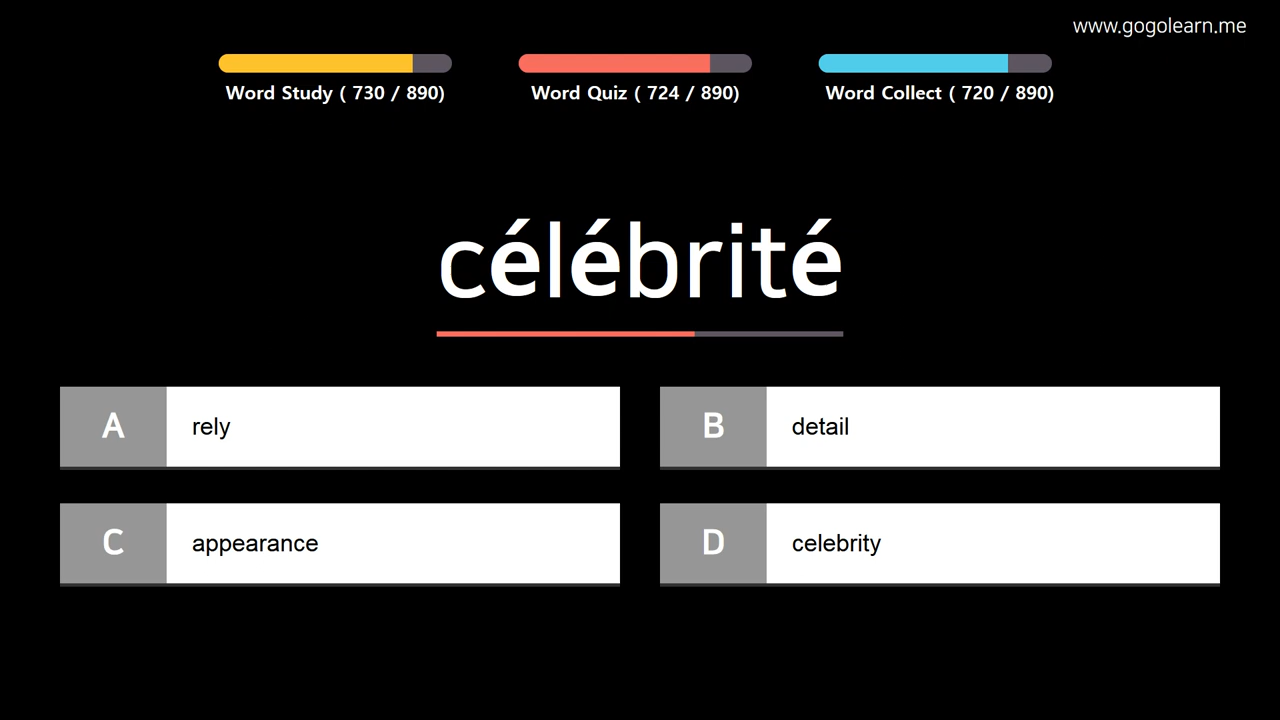 www.gogolearn.me
Word Study ( 730 / 890)
Word Quiz ( 724 / 890)
Word Collect ( 720 / 890)
célébrité
A rely
B detail
C appearance
D celebrity